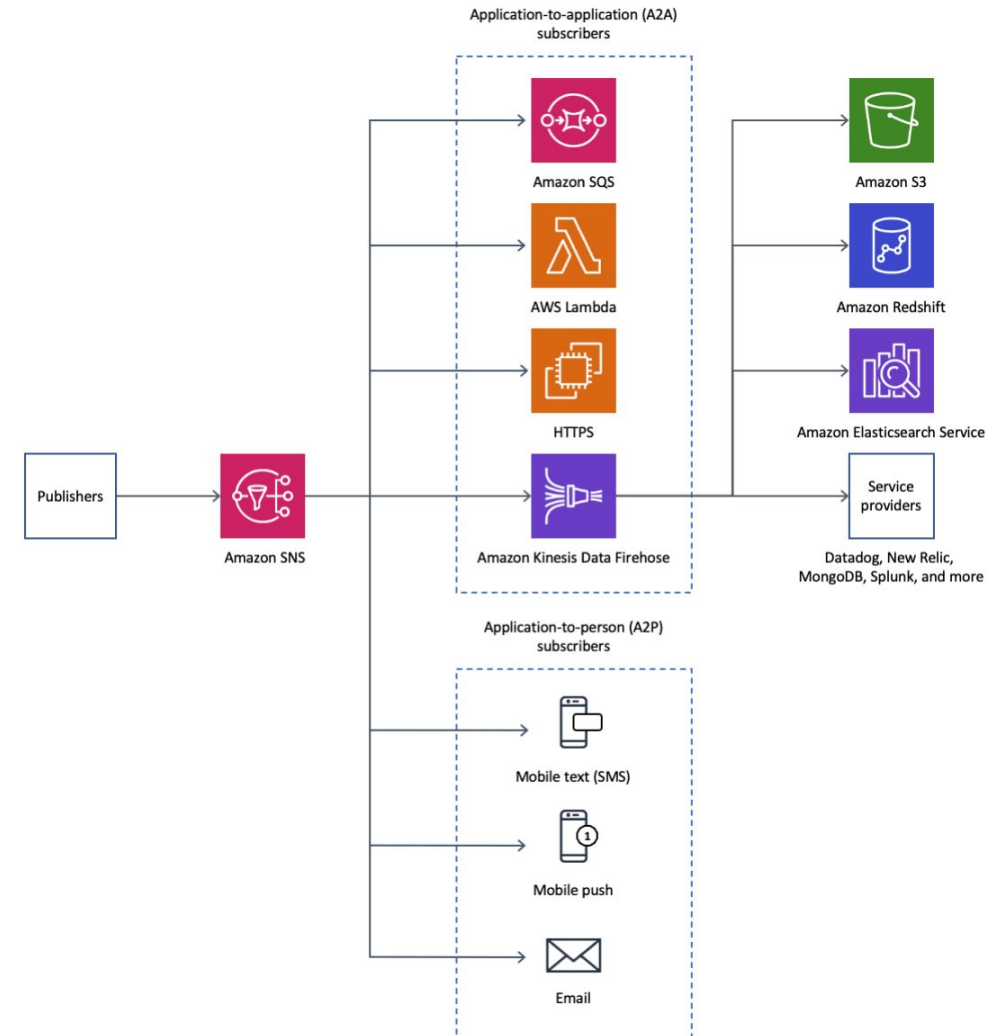 Application-to-application (A2A)
subscribers
Amazon SQS
Amazon S3
AWS Lambda
Amazon Redshift
HTTPS
Amazon Elasticsearch Service
Publishers
Amazon SNS
Amazon Kinesis Data Firehose
Service
providers
Datadog, New Relic,
MongoDB, Splunk, and more
Application-to-person (A2P)
subscribers
Mobile text (SMS)
1
Mobile push
Email